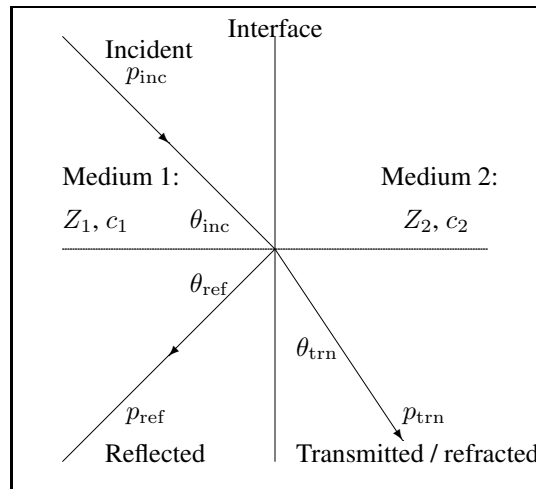 Interface
Incident
p_inc
Medium 1:
Medium 2:
Z_1, c_1
θ_inc
Z_2, c_2
θ_ref
θ_trn
p_ref
p_trn
Reflected
Transmitted / refracted